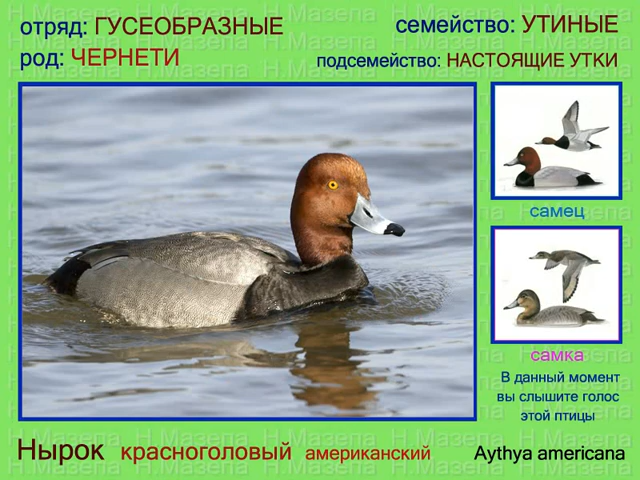 отряд: ГУСЕОБРАЗНЫЕ
семейство: УТИНЫЕ
род: ЧЕРНЕТИ
подсемейство: НАСТОЯЩИЕ УТКИ
самец
самка
В данный момент
вы слышите голос
этой птицы
Нырок красноголовый американский
Aythya americana
Н.Мазепа